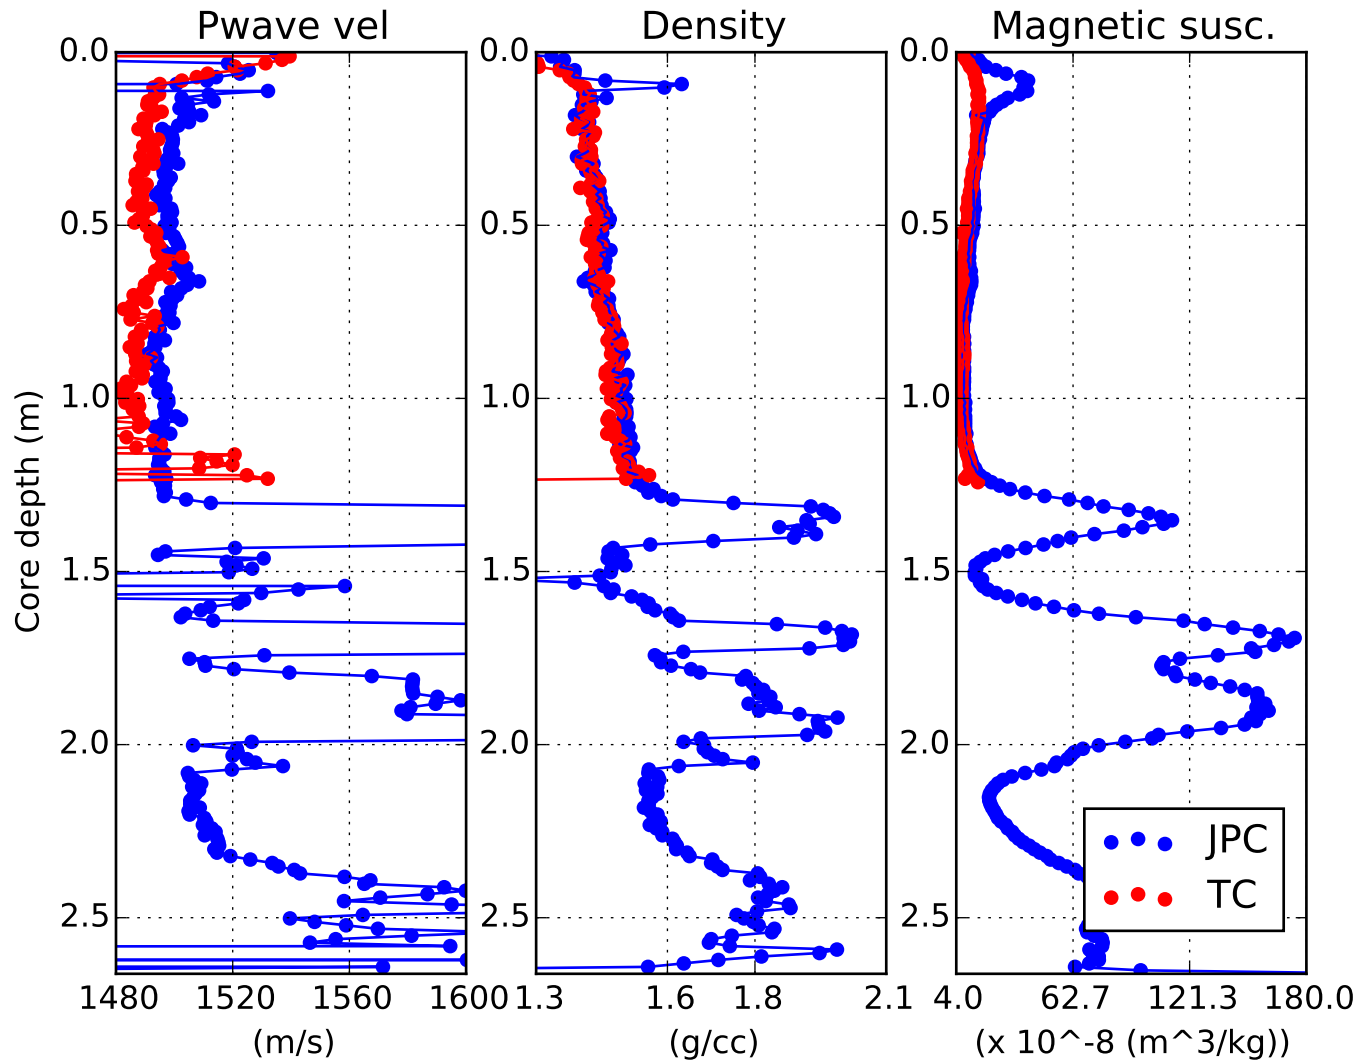 Pwave vel Density Magnetic susc.
0.0 0.0 0.0
0.5 0.5 0.5
1.0 1.0 1.0
Core depth (m)
1.5 1.5 1.5
2.0 2.0 2.0
JPC
TC
2.5 2.5 2.5
1480 1520 1560 1600 1.3 1.6 1.8 2.1 4.0 62.7 121.3 180.0
(m/s) (g/cc) (x 10^-8 (m^3/kg))